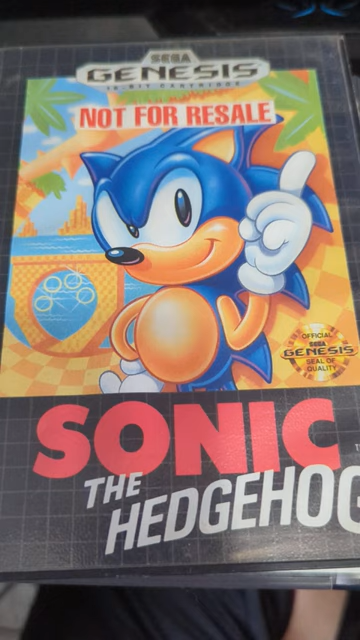 SEGA
GENESIS
16-BIT CARTRIDGE
NOT FOR RESALE
OFFICIAL
SEGA
GENESIS
SEAL OF
QUALITY
SONIC
THE
HEDGEHOG